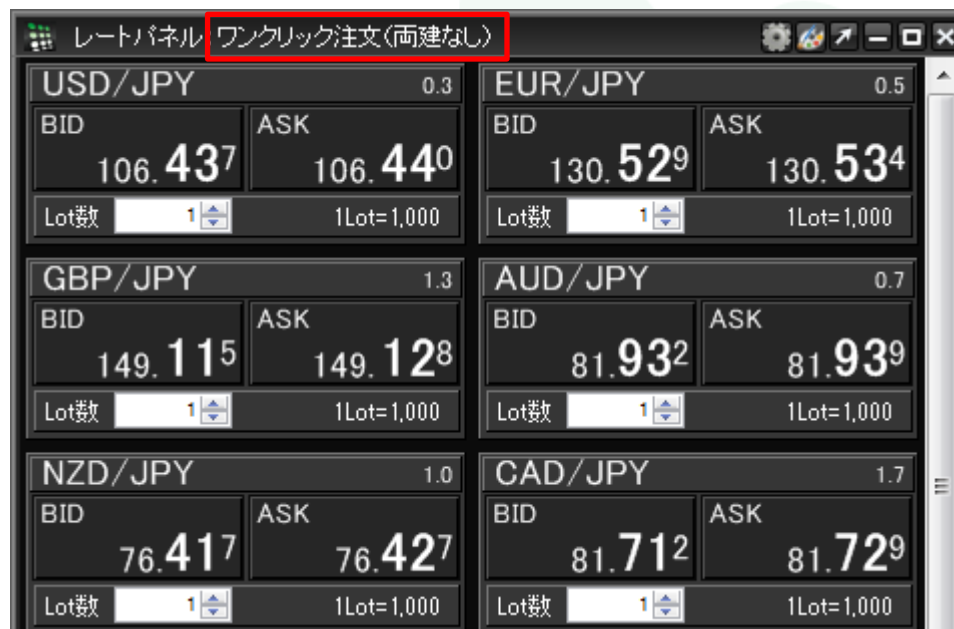 レートパネル:ワンクリック注文(両建なし)
USD/JPY 0.3 EUR/JPY 0.5
BID ASK BID ASK
106.437 106.440 130.529 130.534
Lot数 1 1Lot=1,000 Lot数 1 1Lot=1,000
GBP/JPY 1.3 AUD/JPY 0.7
BID ASK BID ASK
149.115 149.128 81.932 81.939
Lot数 1 1Lot=1,000 Lot数 1 1Lot=1,000
NZD/JPY 1.0 CAD/JPY 1.7
BID ASK BID ASK
76.417 76.427 81.712 81.729
Lot数 1 1Lot=1,000 Lot数 1 1Lot=1,000